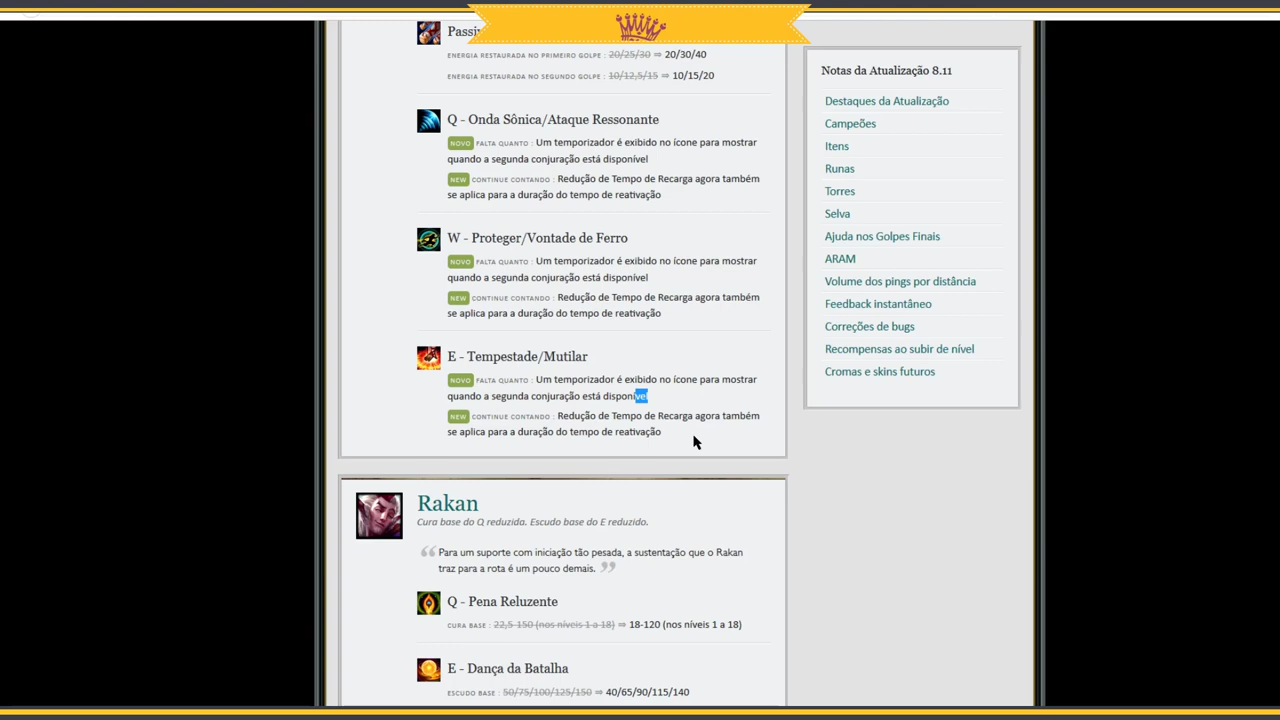 Passi
ENERGIA RESTAURADA NO PRIMEIRO GOLPE : 20/25/30 ⇒ 20/30/40
ENERGIA RESTAURADA NO SEGUNDO GOLPE : 10/12,5/15 ⇒ 10/15/20
Q - Onda Sônica/Ataque Ressonante
NOVO FALTA QUANTO : Um temporizador é exibido no ícone para mostrar
quando a segunda conjuração está disponível
NEW CONTINUE CONTANDO : Redução de Tempo de Recarga agora também
se aplica para a duração do tempo de reativação
W - Proteger/Vontade de Ferro
NOVO FALTA QUANTO : Um temporizador é exibido no ícone para mostrar
quando a segunda conjuração está disponível
NEW CONTINUE CONTANDO : Redução de Tempo de Recarga agora também
se aplica para a duração do tempo de reativação
E - Tempestade/Mutilar
NOVO FALTA QUANTO : Um temporizador é exibido no ícone para mostrar
quando a segunda conjuração está disponível
NEW CONTINUE CONTANDO : Redução de Tempo de Recarga agora também
se aplica para a duração do tempo de reativação
Rakan
Cura base do Q reduzida. Escudo base do E reduzido.
“ Para um suporte com iniciação tão pesada, a sustentação que o Rakan
traz para a rota é um pouco demais. ”
Q - Pena Reluzente
CURA BASE : 22,5-150 (nos níveis 1 a 18) ⇒ 18-120 (nos níveis 1 a 18)
E - Dança da Batalha
ESCUDO BASE : 50/75/100/125/150 ⇒ 40/65/90/115/140
Notas da Atualização 8.11
Destaques da Atualização
Campeões
Itens
Runas
Torres
Selva
Ajuda nos Golpes Finais
ARAM
Volume dos pings por distância
Feedback instantâneo
Correções de bugs
Recompensas ao subir de nível
Cromas e skins futuros